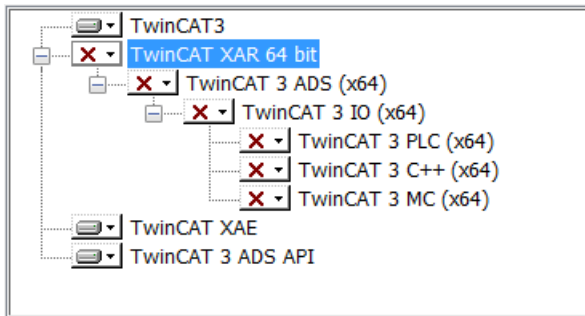 TwinCAT3
TwinCAT XAR 64 bit
TwinCAT 3 ADS (x64)
TwinCAT 3 IO (x64)
TwinCAT 3 PLC (x64)
TwinCAT 3 C++ (x64)
TwinCAT 3 MC (x64)
TwinCAT XAE
TwinCAT 3 ADS API